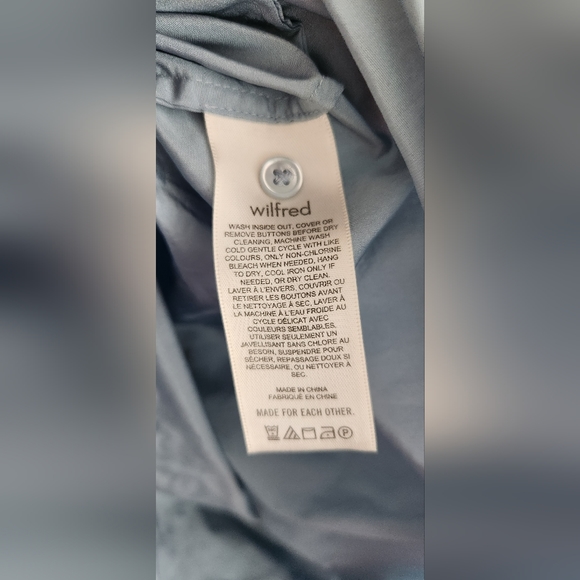 wilfred
WASH INSIDE OUT, COVER OR
REMOVE BUTTONS BEFORE DRY
CLEANING, MACHINE WASH
COLD GENTLE CYCLE WITH LIKE
COLOURS, ONLY NON-CHLORINE
BLEACH WHEN NEEDED, HANG
TO DRY, COOL IRON ONLY IF
NEEDED, OR DRY CLEAN.
LAVER À L'ENVERS, COUVRIR OU
RETIRER LES BOUTONS AVANT
LE NETTOYAGE À SEC, LAVER À
LA MACHINE À L'EAU FROIDE AU
CYCLE DÉLICAT AVEC
COULEURS SEMBLABLES,
UTILISER SEULEMENT UN
JAVELLISANT SANS CHLORE AU
BESOIN, SUSPENDRE POUR
SÉCHER, REPASSAGE DOUX SI
NÉCESSAIRE, OU NETTOYER À
SEC.
MADE IN CHINA
FABRIQUÉ EN CHINE
MADE FOR EACH OTHER.